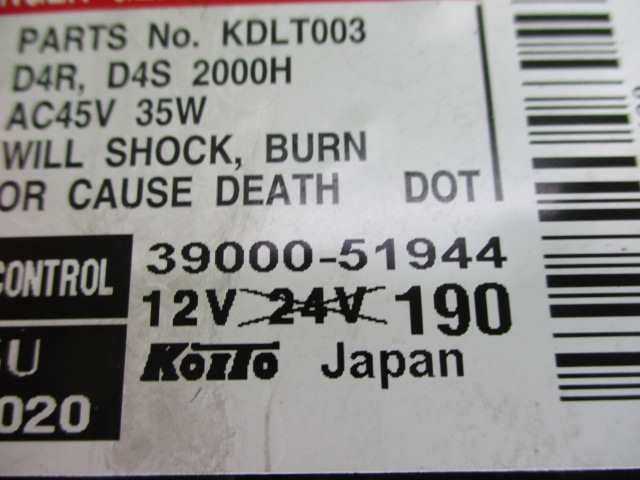 PARTS No. KDLT003
D4R, D4S 2000H
AC45V 35W
WILL SHOCK, BURN
OR CAUSE DEATH DOT
CONTROL
39000-51944
12V 24V 190
KOITO Japan
020